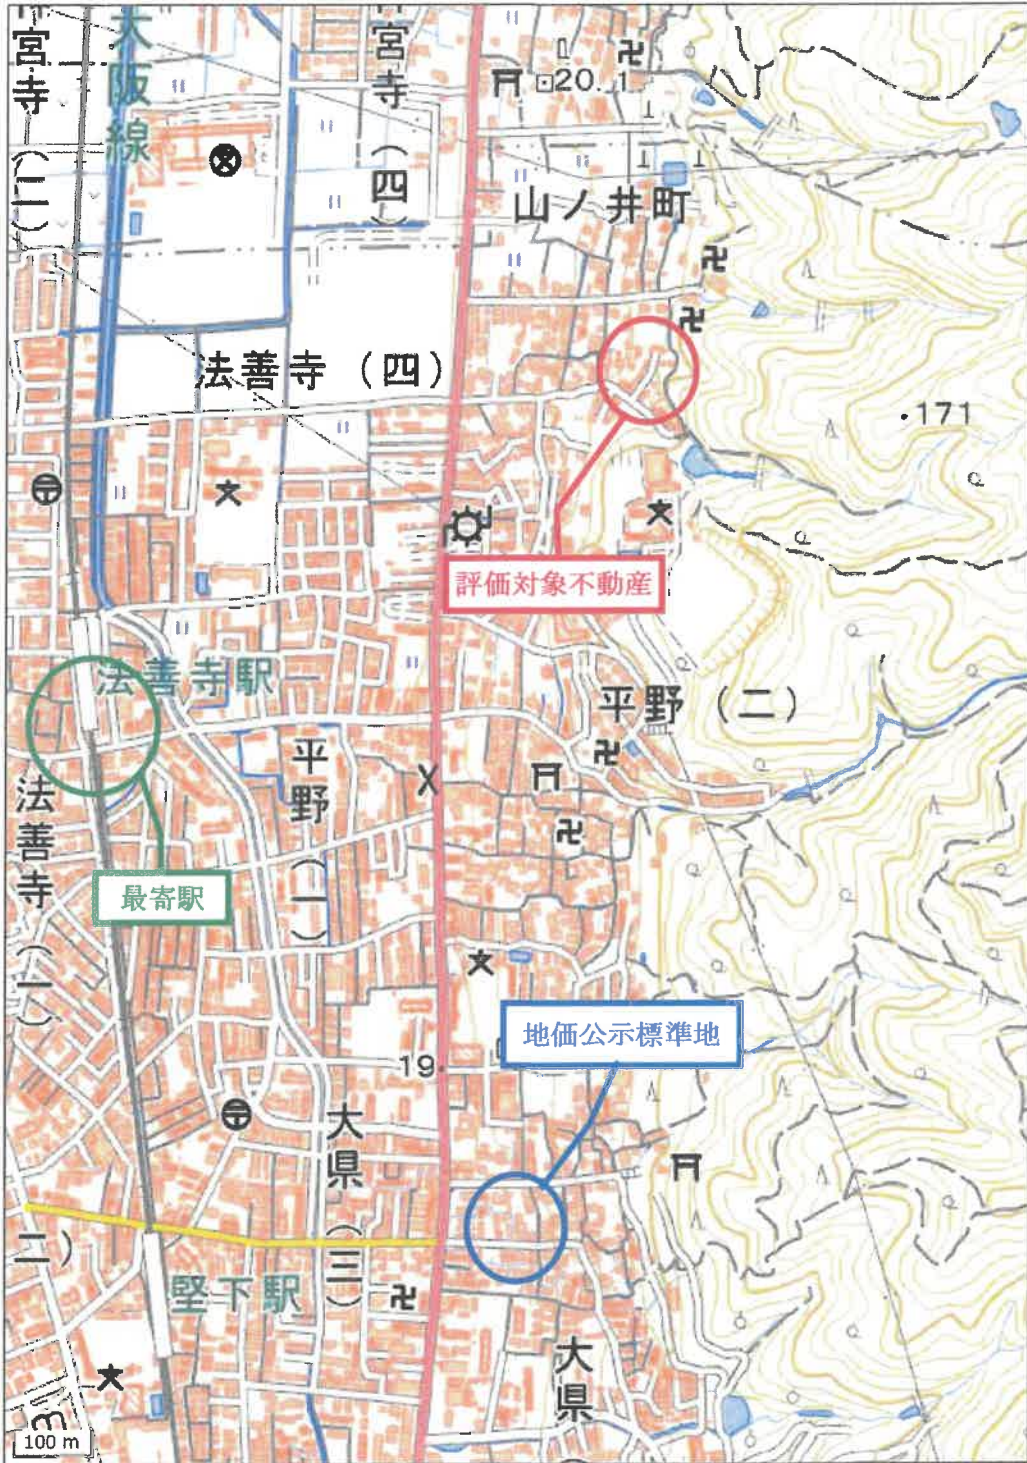 宮寺(二)
大阪線
宮寺(四)
20.1
山ノ井町
法善寺(四)
171
評価対象不動産
法善寺駅
平野(二)
平野(一)
法善寺(一)
最寄駅
地価公示標準地
19
大県(三)
二)
堅下駅
大県
100 m